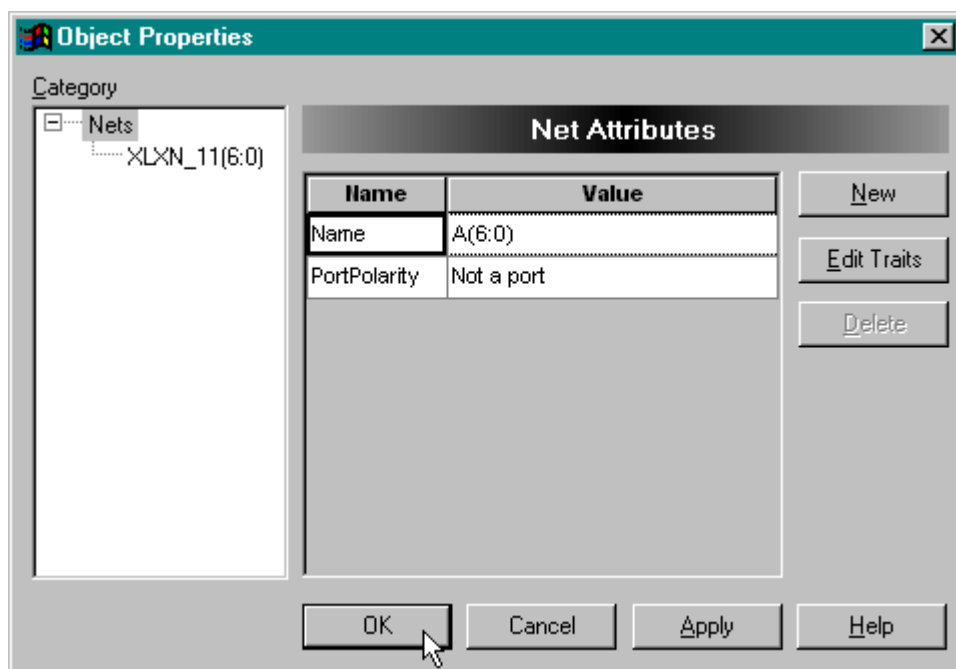 Object Properties
Category
Nets
XLXN_11(6:0)
Net Attributes
Name Value
Name A(6:0)
PortPolarity Not a port
New
Edit Traits
Delete
OK Cancel Apply Help